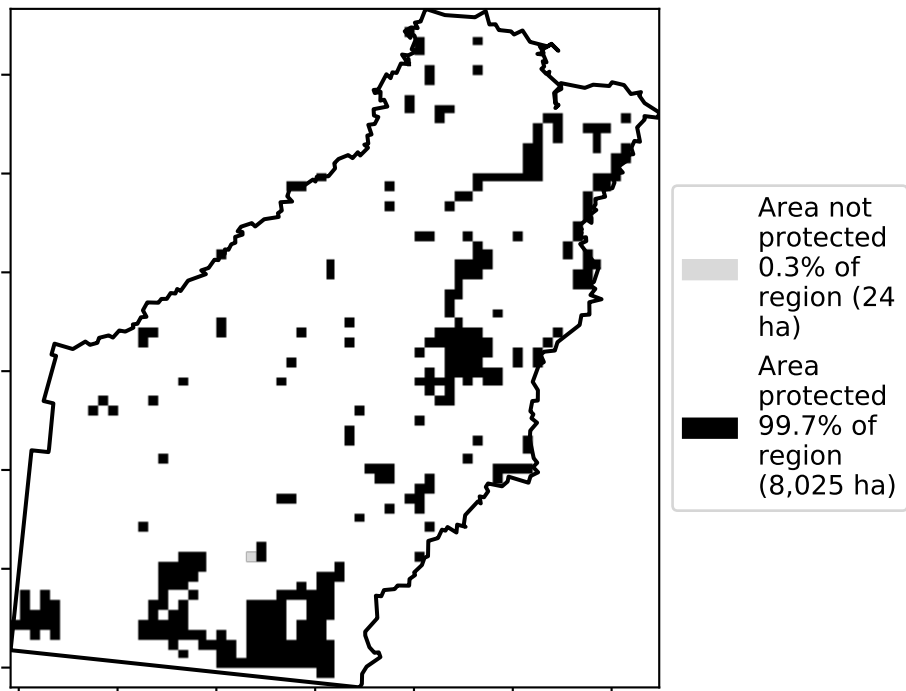 Area not
protected
0.3% of
region (24
ha)
Area
protected
99.7% of
region
(8,025 ha)